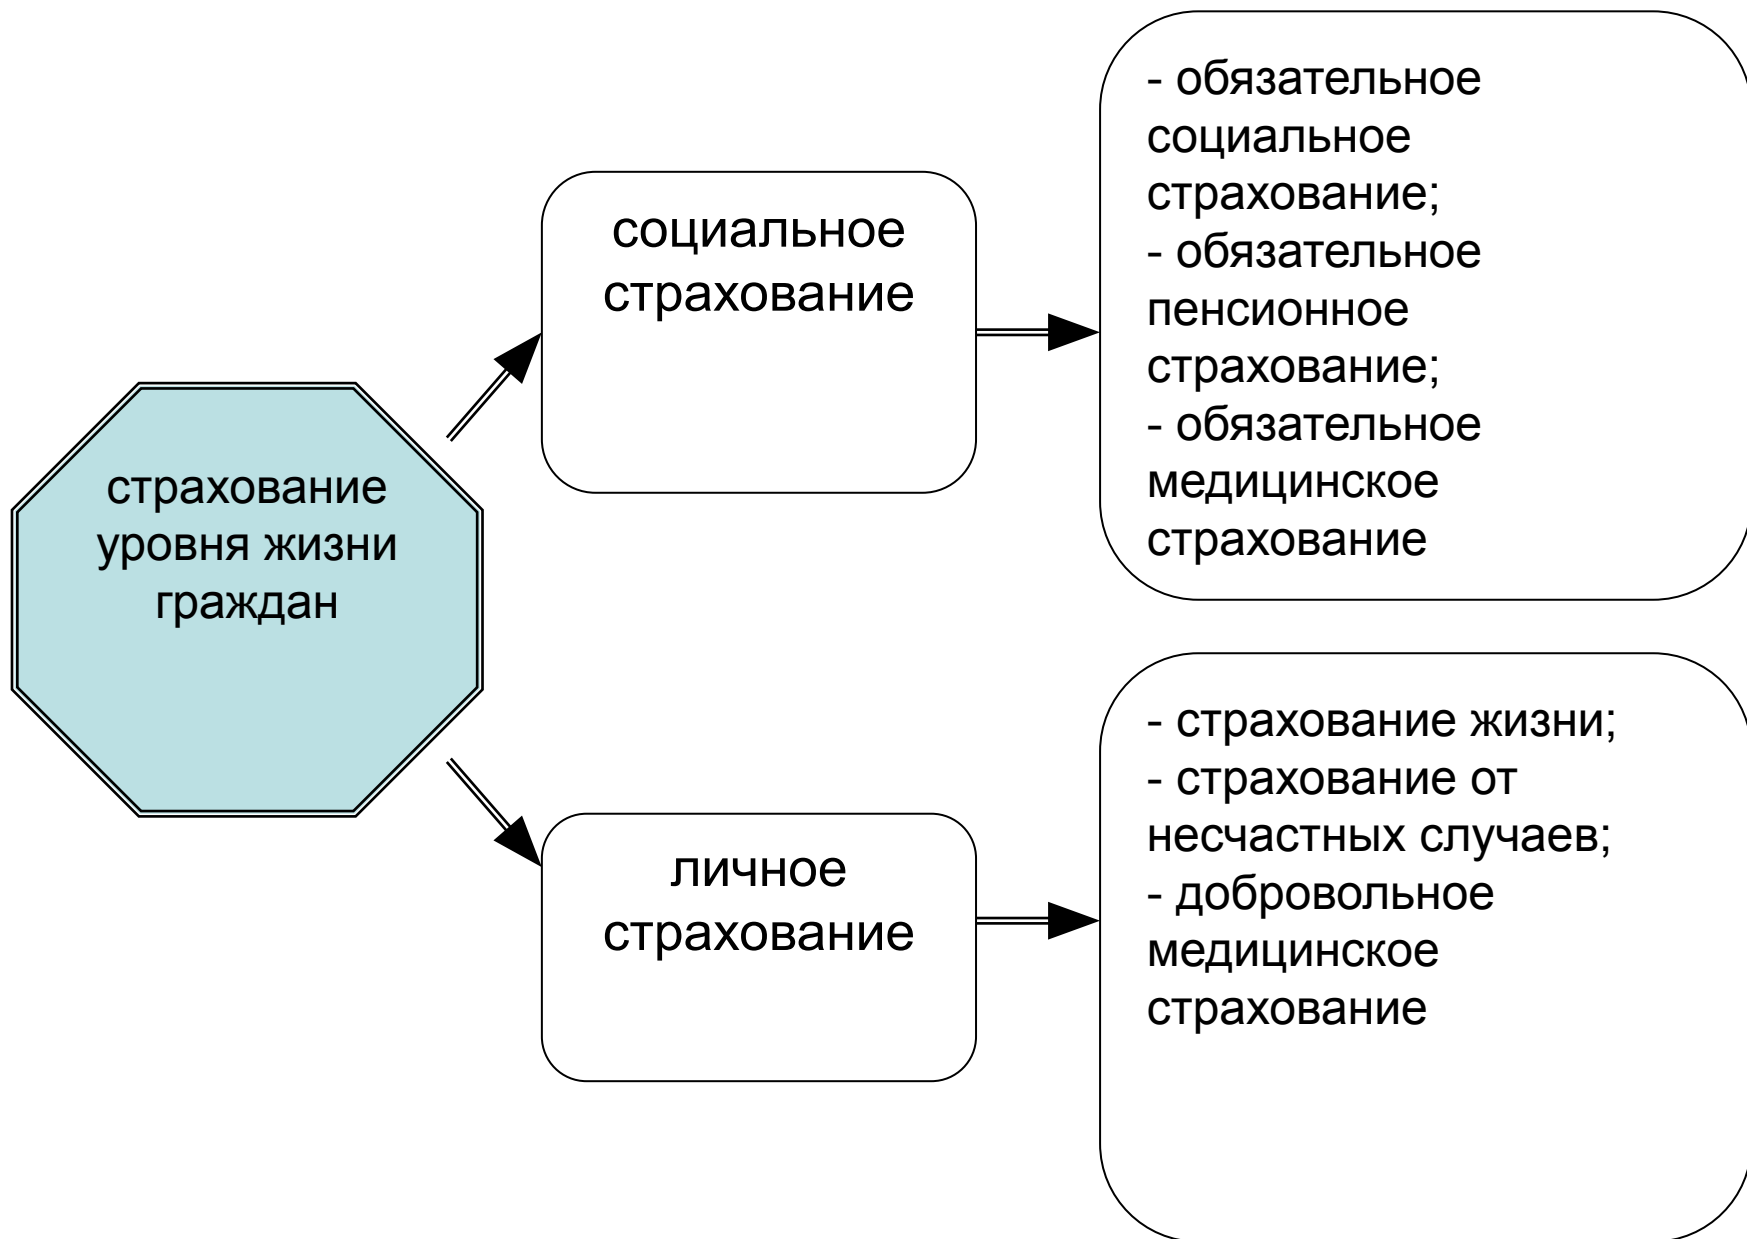 страхование
уровня жизни
граждан
социальное
страхование
- обязательное
социальное
страхование;
- обязательное
пенсионное
страхование;
- обязательное
медицинское
страхование
личное
страхование
- страхование жизни;
- страхование от
несчастных случаев;
- добровольное
медицинское
страхование